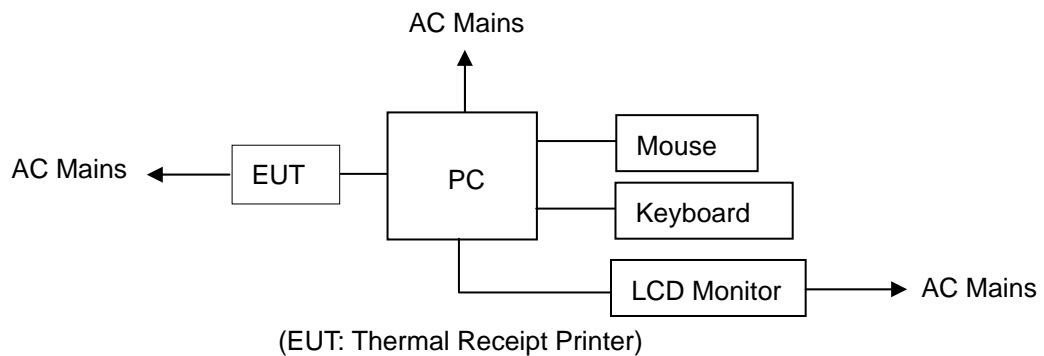 AC Mains
AC Mains
EUT
PC
Mouse
Keyboard
LCD Monitor
AC Mains
(EUT: Thermal Receipt Printer)